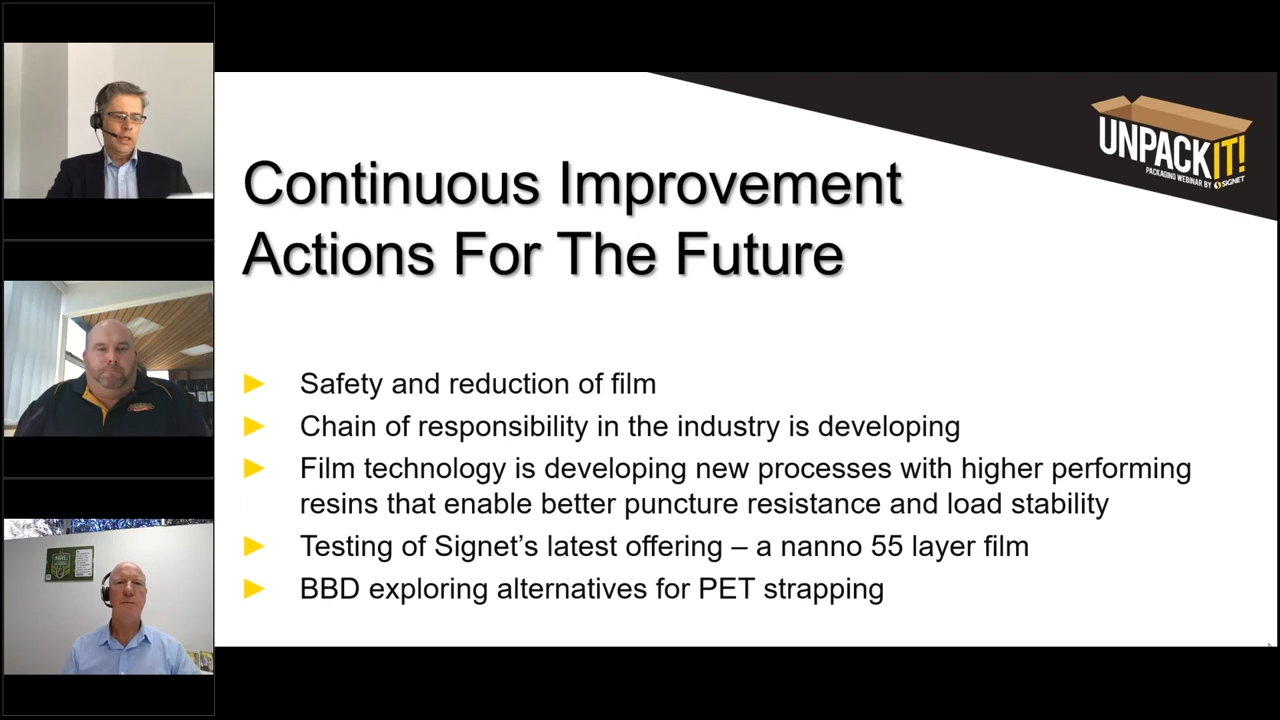 Continuous Improvement
Actions For The Future
UNPACKIT!
PACKAGING WEBINAR BY SIGNET
► Safety and reduction of film
► Chain of responsibility in the industry is developing
► Film technology is developing new processes with higher performing
resins that enable better puncture resistance and load stability
► Testing of Signet's latest offering – a nanno 55 layer film
► BBD exploring alternatives for PET strapping